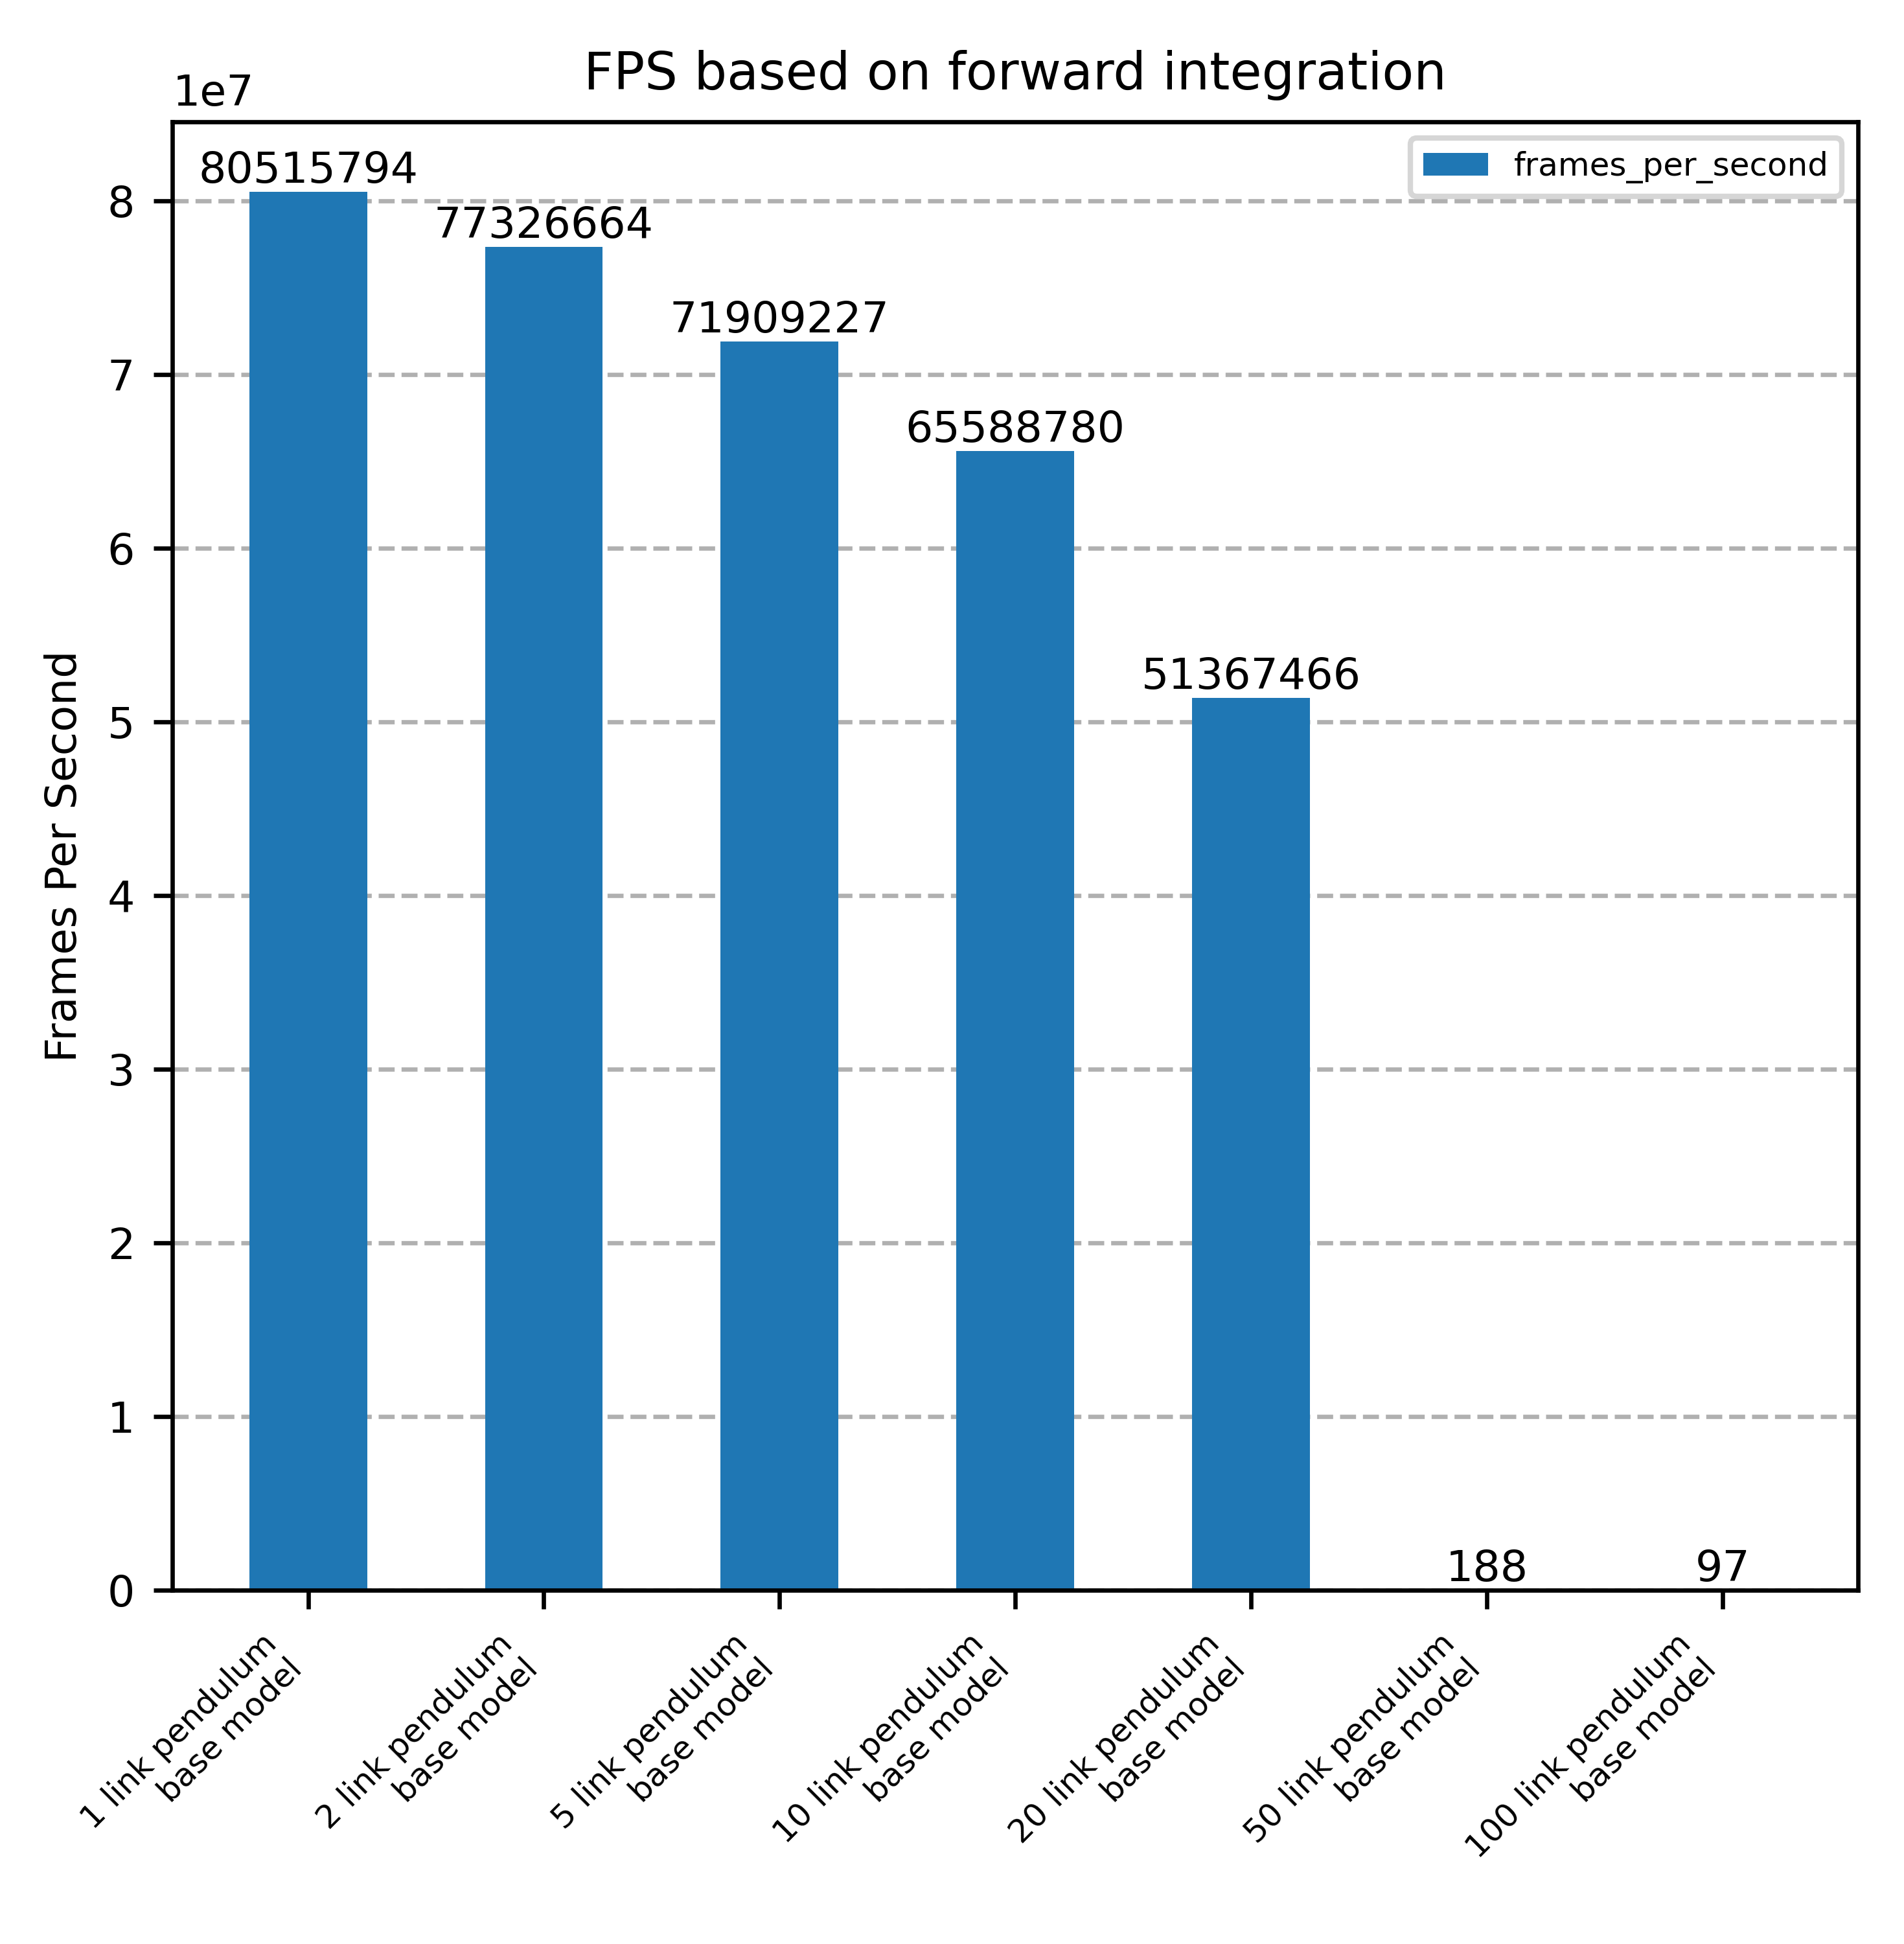 FPS based on forward integration
1e7
frames_per_second
80515794
77326664
71909227
65588780
51367466
188
97
8
7
6
5
4
3
2
1
0
Frames Per Second
1 link pendulum
base model
2 link pendulum
base model
5 link pendulum
base model
10 link pendulum
base model
20 link pendulum
base model
50 link pendulum
base model
100 link pendulum
base model